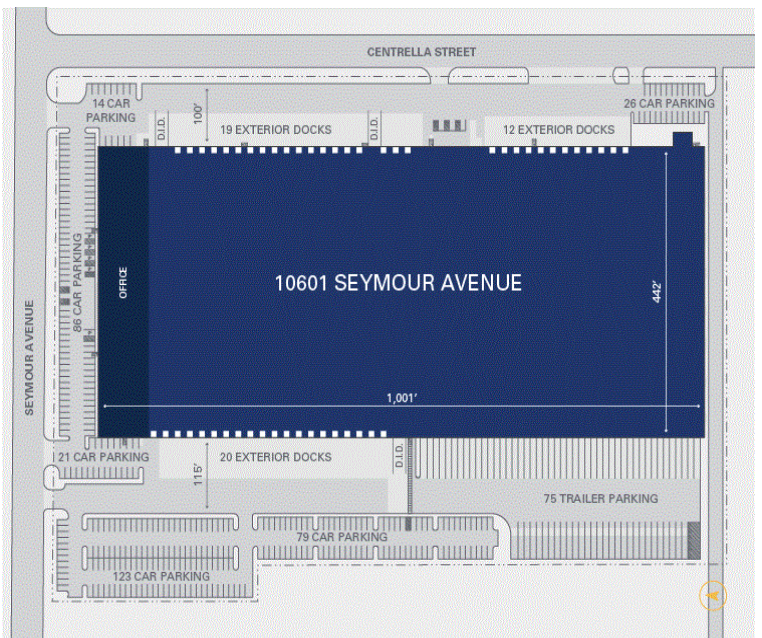 CENTRELLA STREET
14 CAR
PARKING
D.I.D.
100'
19 EXTERIOR DOCKS
D.I.D.
12 EXTERIOR DOCKS
26 CAR PARKING
SEYMOUR AVENUE
86 CAR PARKING
OFFICE
10601 SEYMOUR AVENUE
442'
1,001'
21 CAR PARKING
115'
20 EXTERIOR DOCKS
D.I.D.
75 TRAILER PARKING
79 CAR PARKING
123 CAR PARKING